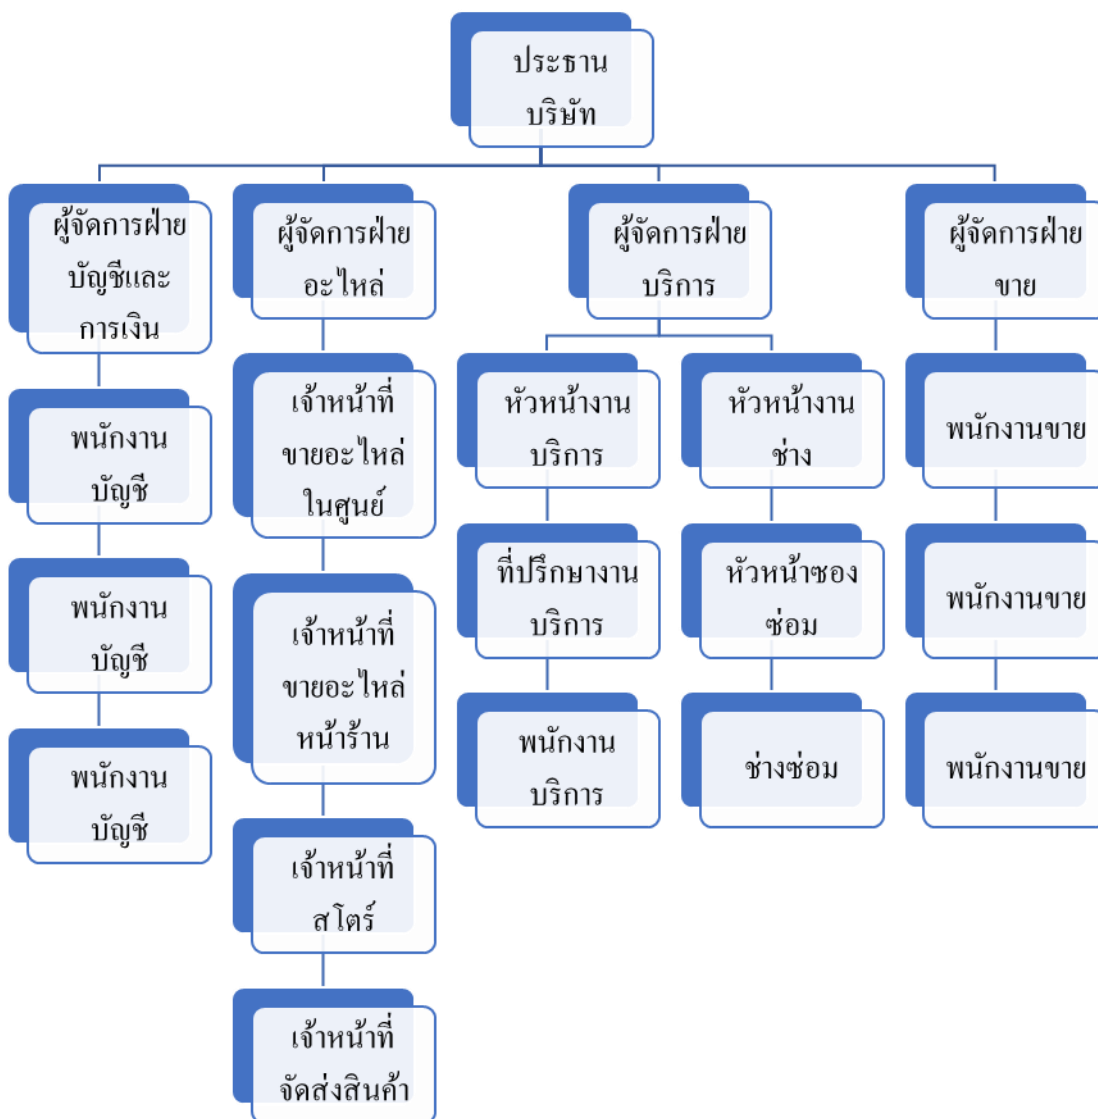 ประธาน
บริษัท
ผู้จัดการฝ่าย
บัญชีและ
การเงิน
ผู้จัดการฝ่าย
อะไหล่
ผู้จัดการฝ่าย
บริการ
ผู้จัดการฝ่าย
ขาย
พนักงาน
บัญชี
พนักงาน
บัญชี
พนักงาน
บัญชี
เจ้าหน้าที่
ขายอะไหล่
ในศูนย์
เจ้าหน้าที่
ขายอะไหล่
หน้าร้าน
เจ้าหน้าที่
สโตร์
เจ้าหน้าที่
จัดส่งสินค้า
หัวหน้างาน
บริการ
ที่ปรึกษางาน
บริการ
พนักงาน
บริการ
หัวหน้างาน
ช่าง
หัวหน้าซอง
ซ่อม
ช่างซ่อม
พนักงานขาย
พนักงานขาย
พนักงานขาย